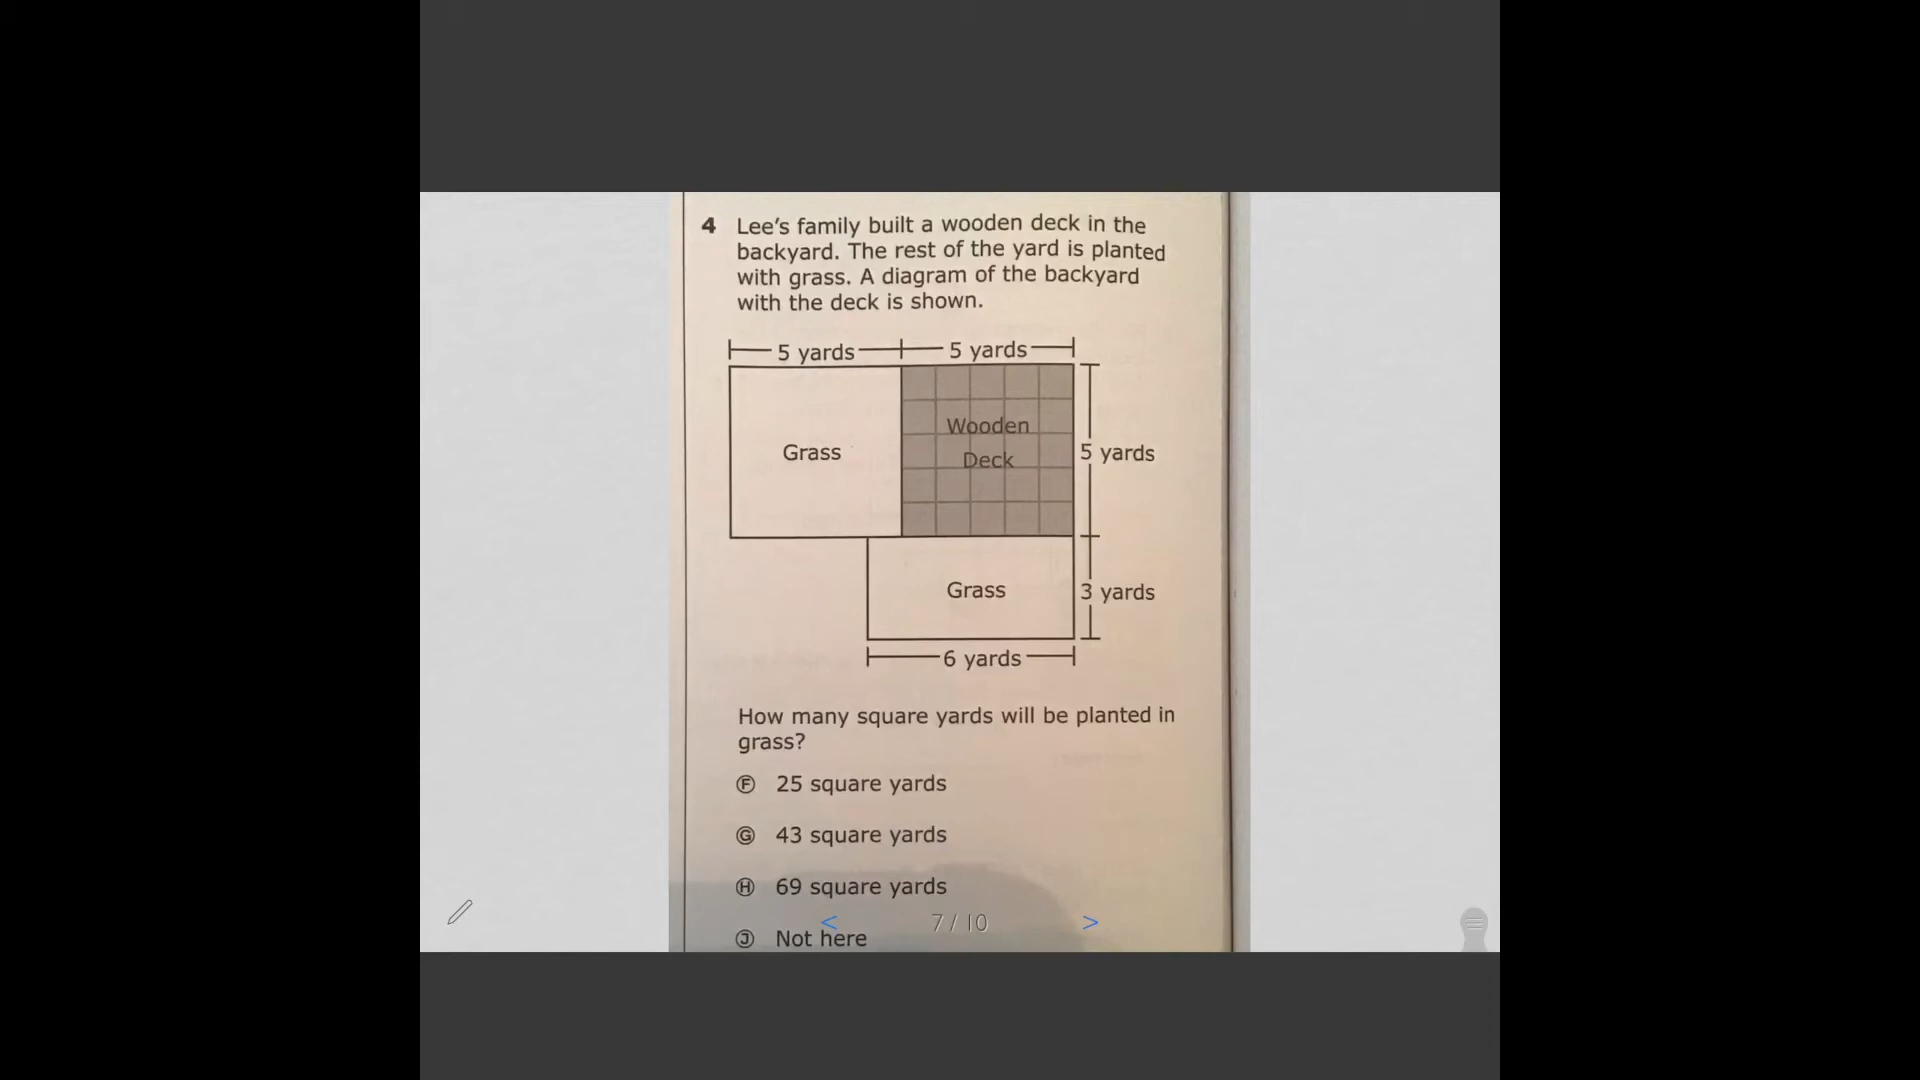 4 Lee's family built a wooden deck in the
backyard. The rest of the yard is planted
with grass. A diagram of the backyard
with the deck is shown.
5 yards 5 yards
Grass
Wooden
Deck
5 yards
Grass
3 yards
6 yards
How many square yards will be planted in
grass?
F 25 square yards
G 43 square yards
H 69 square yards
J Not here
< 7 / 10 >